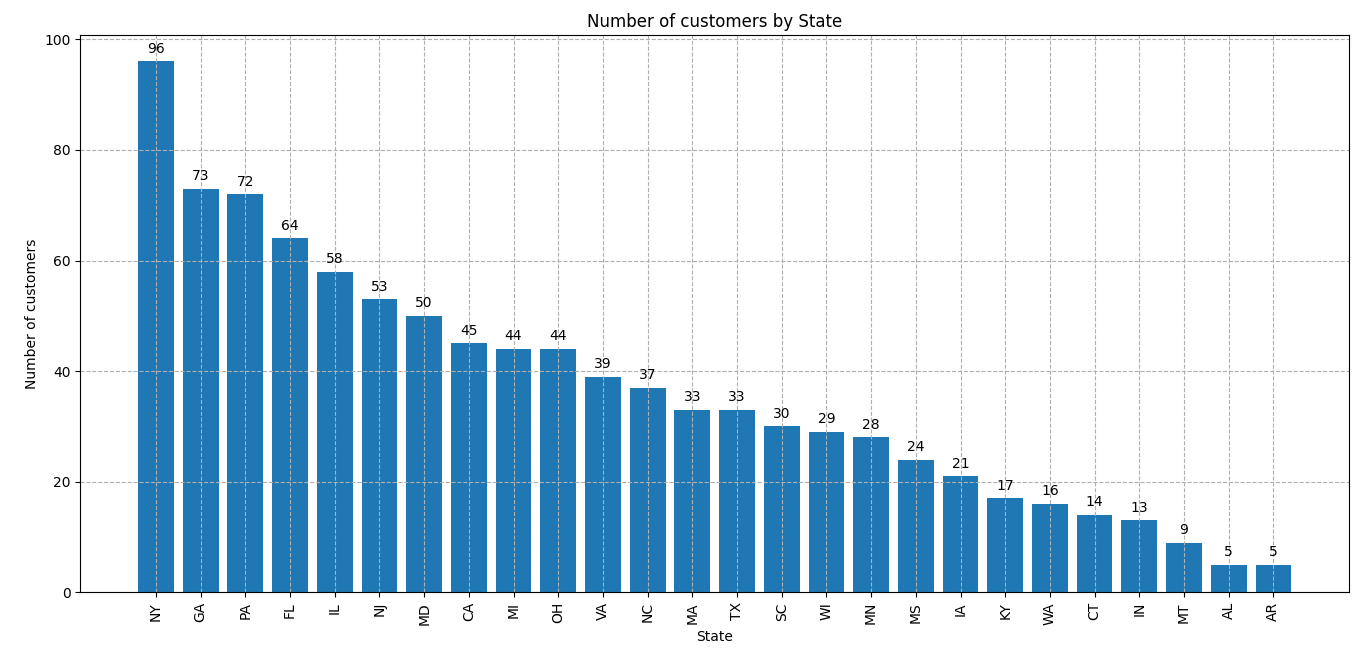 Number of customers by State
Number of customers
100
80
60
40
20
0
96
73
72
64
58
53
50
45
44
44
39
37
33
33
30
29
28
24
21
17
16
14
13
9
5
5
NY
GA
PA
FL
IL
NJ
MD
CA
MI
OH
VA
NC
MA
TX
SC
WI
MN
MS
IA
KY
WA
CT
IN
MT
AL
AR
State